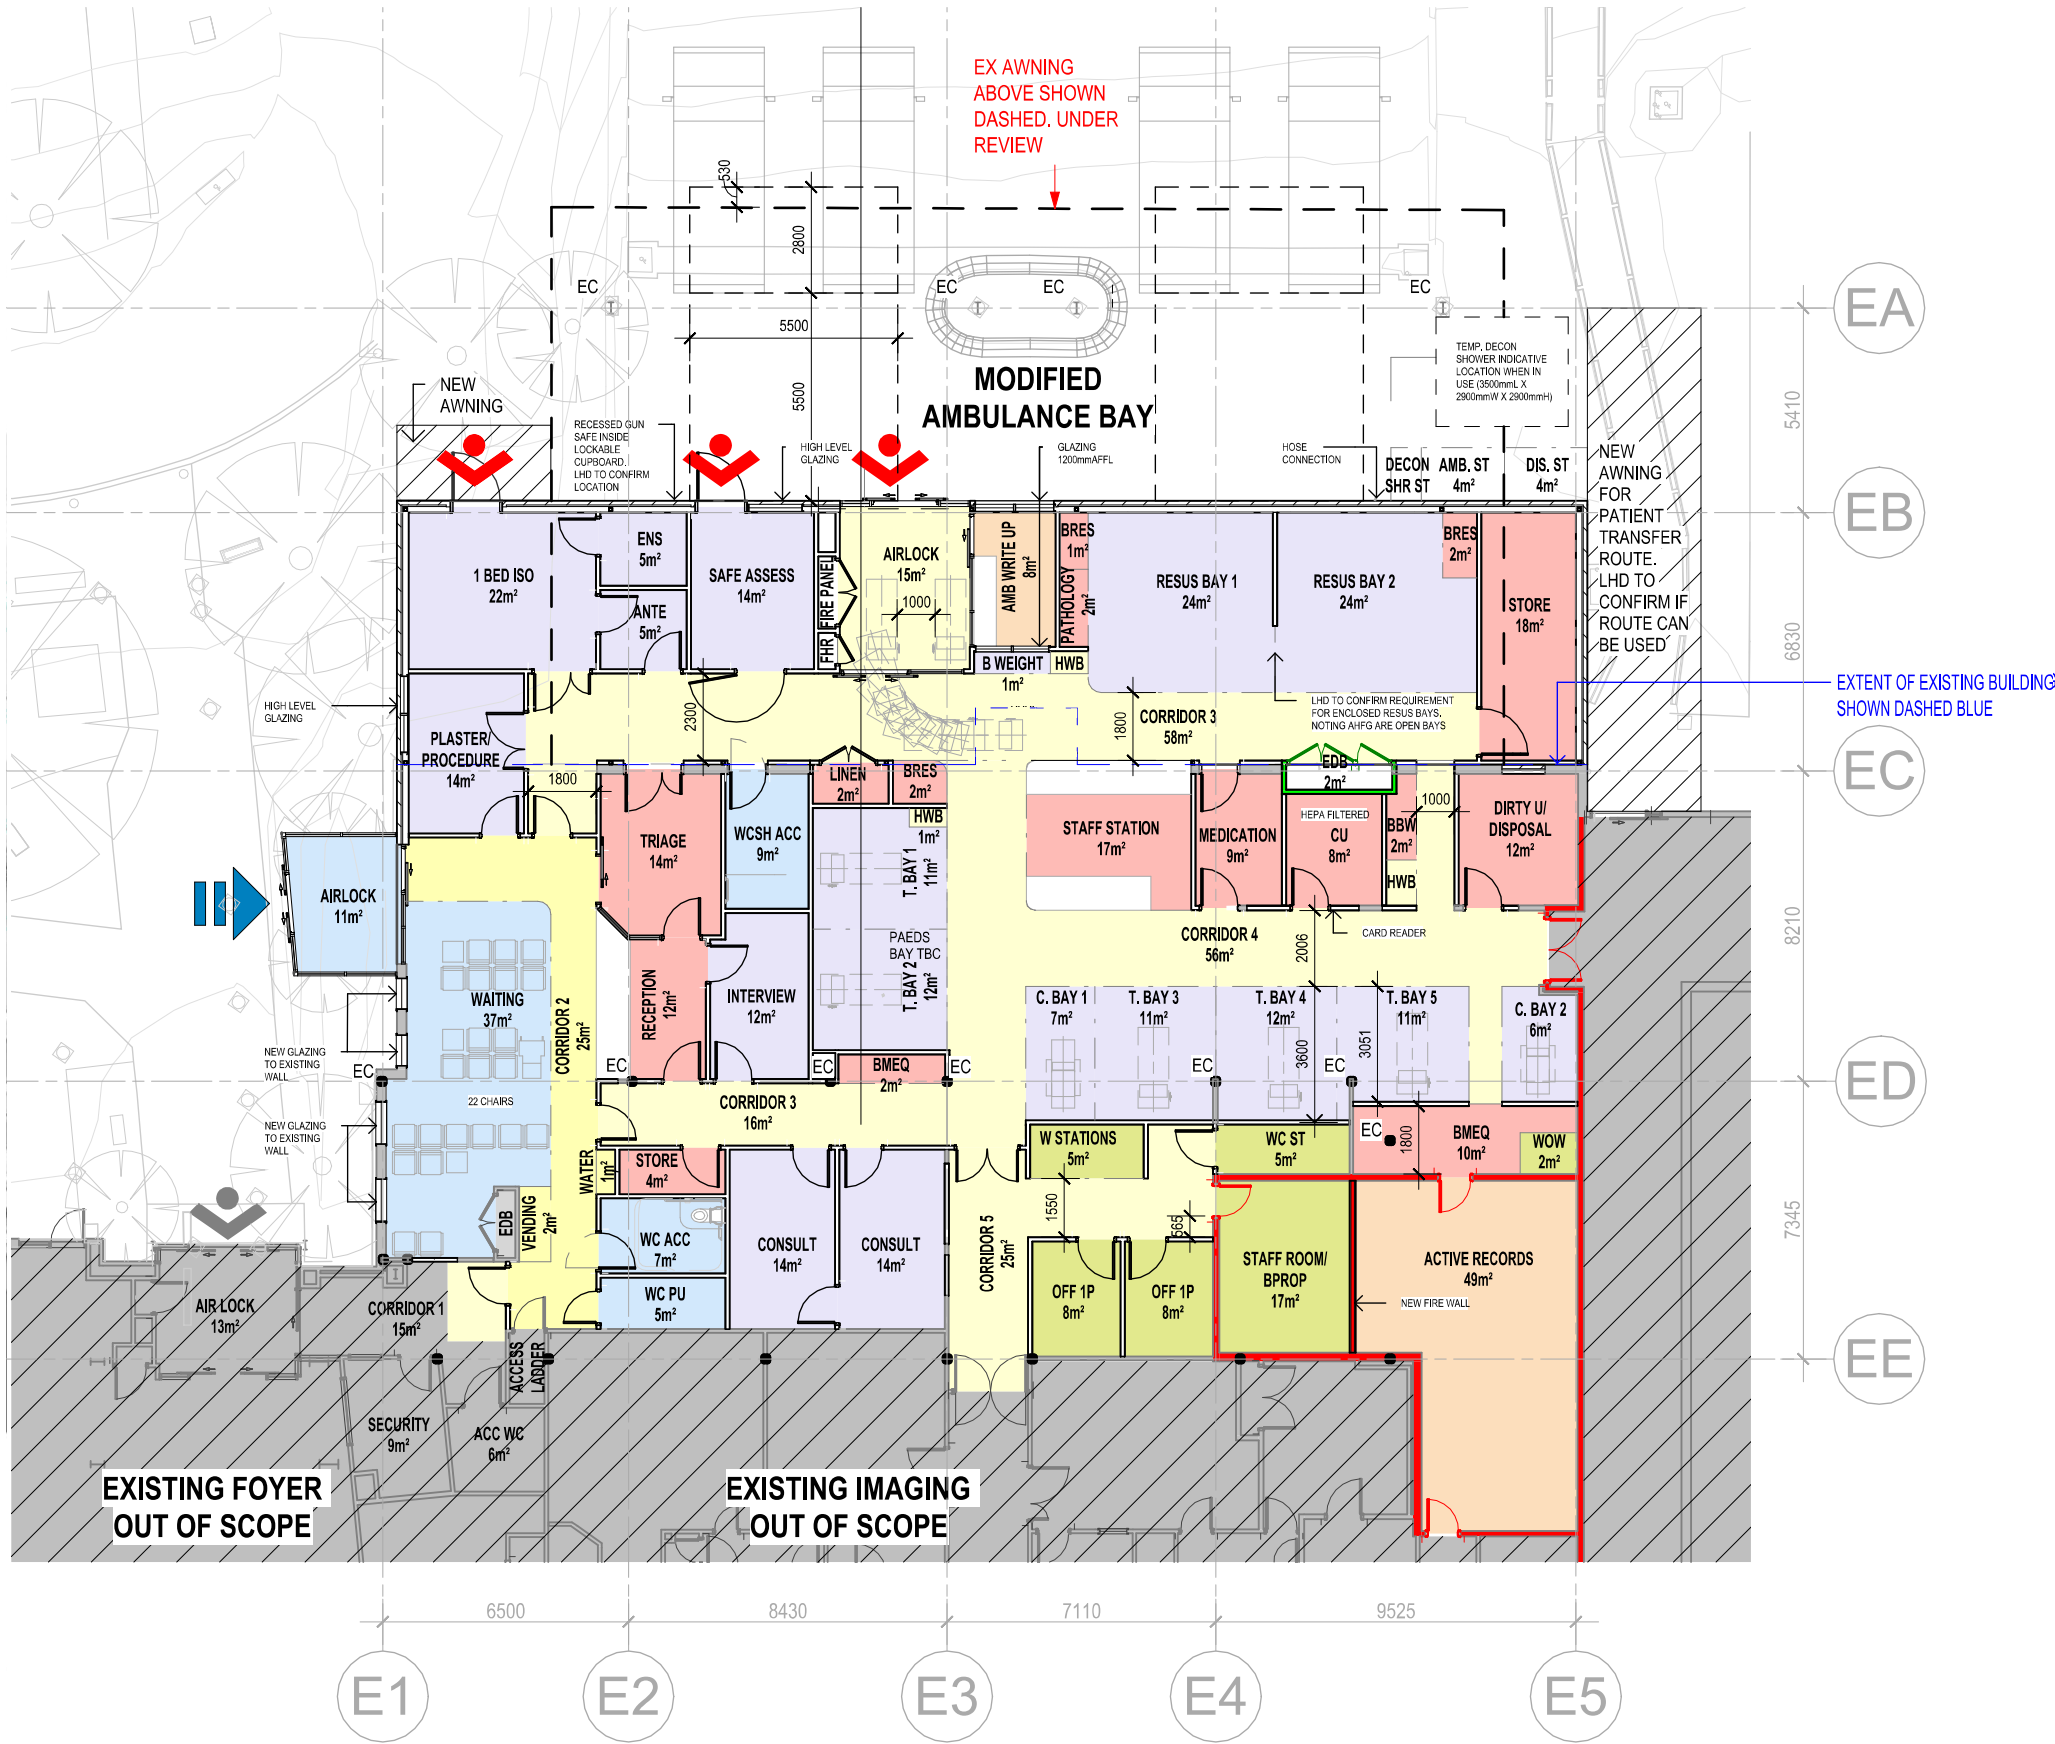 EX AWNING
ABOVE SHOWN
DASHED. UNDER
REVIEW
530
2800
EC
EC
EC
EC
EA
5500
5500
TEMP. DECON
SHOWER INDICATIVE
LOCATION WHEN IN
USE (3500mmL X
2900mmW X 2900mmH)
NEW
AWNING
MODIFIED
AMBULANCE BAY
5410
RECESSED GUN
SAFE INSIDE
LOCKABLE
CUPBOARD.
LHD TO CONFIRM
LOCATION
HIGH LEVEL
GLAZING
GLAZING
1200mmAFFL
HOSE
CONNECTION
DECON
SHR ST
AMB. ST
4m²
DIS. ST
4m²
NEW
AWNING
FOR
PATIENT
TRANSFER
ROUTE.
LHD TO
CONFIRM IF
ROUTE CAN
BE USED
EB
1 BED ISO
22m²
ENS
5m²
ANTE
5m²
SAFE ASSESS
14m²
FIRE PANEL
FHR
AIRLOCK
15m²
1000
AMB WRITE UP
8m²
BRES
1m²
PATHOLOGY
2m²
RESUS BAY 1
24m²
RESUS BAY 2
24m²
BRES
2m²
STORE
18m²
6830
B WEIGHT
1m²
HWB
HIGH LEVEL
GLAZING
2300
1800
CORRIDOR 3
58m²
LHD TO CONFIRM REQUIREMENT
FOR ENCLOSED RESUS BAYS.
NOTING AHFG ARE OPEN BAYS
EXTENT OF EXISTING BUILDING
SHOWN DASHED BLUE
PLASTER/
PROCEDURE
14m²
1800
LINEN
2m²
BRES
2m²
EDB
2m²
EC
TRIAGE
14m²
WCSH ACC
9m²
HWB
1m²
T. BAY 1
11m²
STAFF STATION
17m²
MEDICATION
9m²
HEPA FILTERED
CU
8m²
BBW
2m²
HWB
1000
DIRTY U/
DISPOSAL
12m²
AIRLOCK
11m²
CORRIDOR 4
56m²
CARD READER
2006
8210
PAEDS
BAY TBC
T. BAY 2
12m²
WAITING
37m²
CORRIDOR 2
25m²
RECEPTION
12m²
INTERVIEW
12m²
C. BAY 1
7m²
T. BAY 3
11m²
T. BAY 4
12m²
T. BAY 5
11m²
C. BAY 2
6m²
3600
3051
NEW GLAZING
TO EXISTING
WALL
EC
EC
EC
EC
EC
EC
BMEQ
2m²
ED
22 CHAIRS
CORRIDOR 3
16m²
NEW GLAZING
TO EXISTING
WALL
EC
1800
BMEQ
10m²
WOW
2m²
W STATIONS
5m²
WC ST
5m²
WATER
1m²
STORE
4m²
EDB
VENDING
2m²
WC ACC
7m²
WC PU
5m²
CONSULT
14m²
CONSULT
14m²
CORRIDOR 5
25m²
1550
565
OFF 1P
8m²
OFF 1P
8m²
STAFF ROOM/
BPROP
17m²
ACTIVE RECORDS
49m²
NEW FIRE WALL
7345
AIR LOCK
13m²
CORRIDOR 1
15m²
ACCESS
LADDER
EE
SECURITY
9m²
ACC WC
6m²
EXISTING FOYER
OUT OF SCOPE
EXISTING IMAGING
OUT OF SCOPE
6500
8430
7110
9525
E1
E2
E3
E4
E5